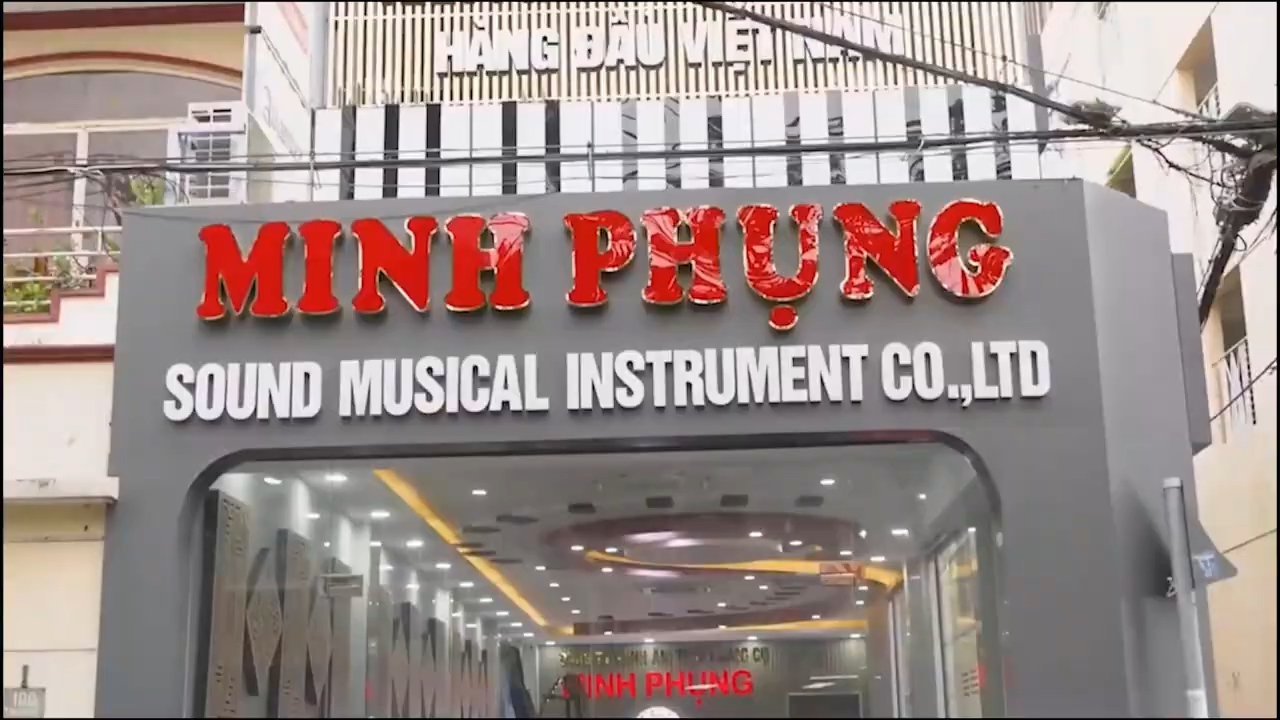 HÀNG ĐẦU VIỆT NAM
MINH PHỤNG
SOUND MUSICAL INSTRUMENT CO.,LTD
MINH PHỤNG